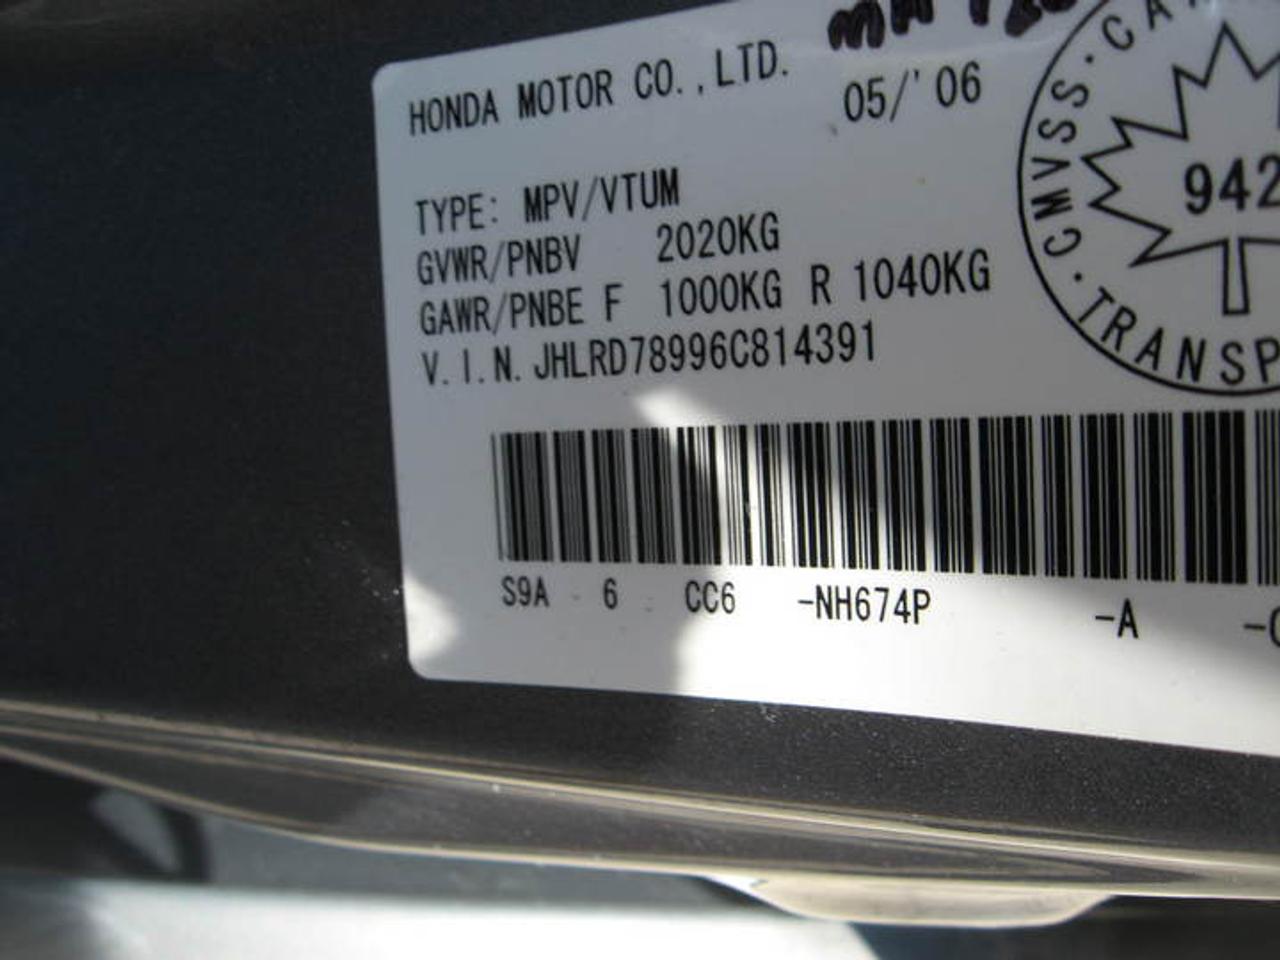 HONDA MOTOR CO.,LTD.
05/'06
TYPE: MPV/VTUM
GVWR/PNBV 2020KG
GAWR/PNBE F 1000KG R 1040KG
V.I.N. JHLRD78996C814391
CMVSS · CA
942
· TRANSP
S9A 6 CC6 -NH674P -A